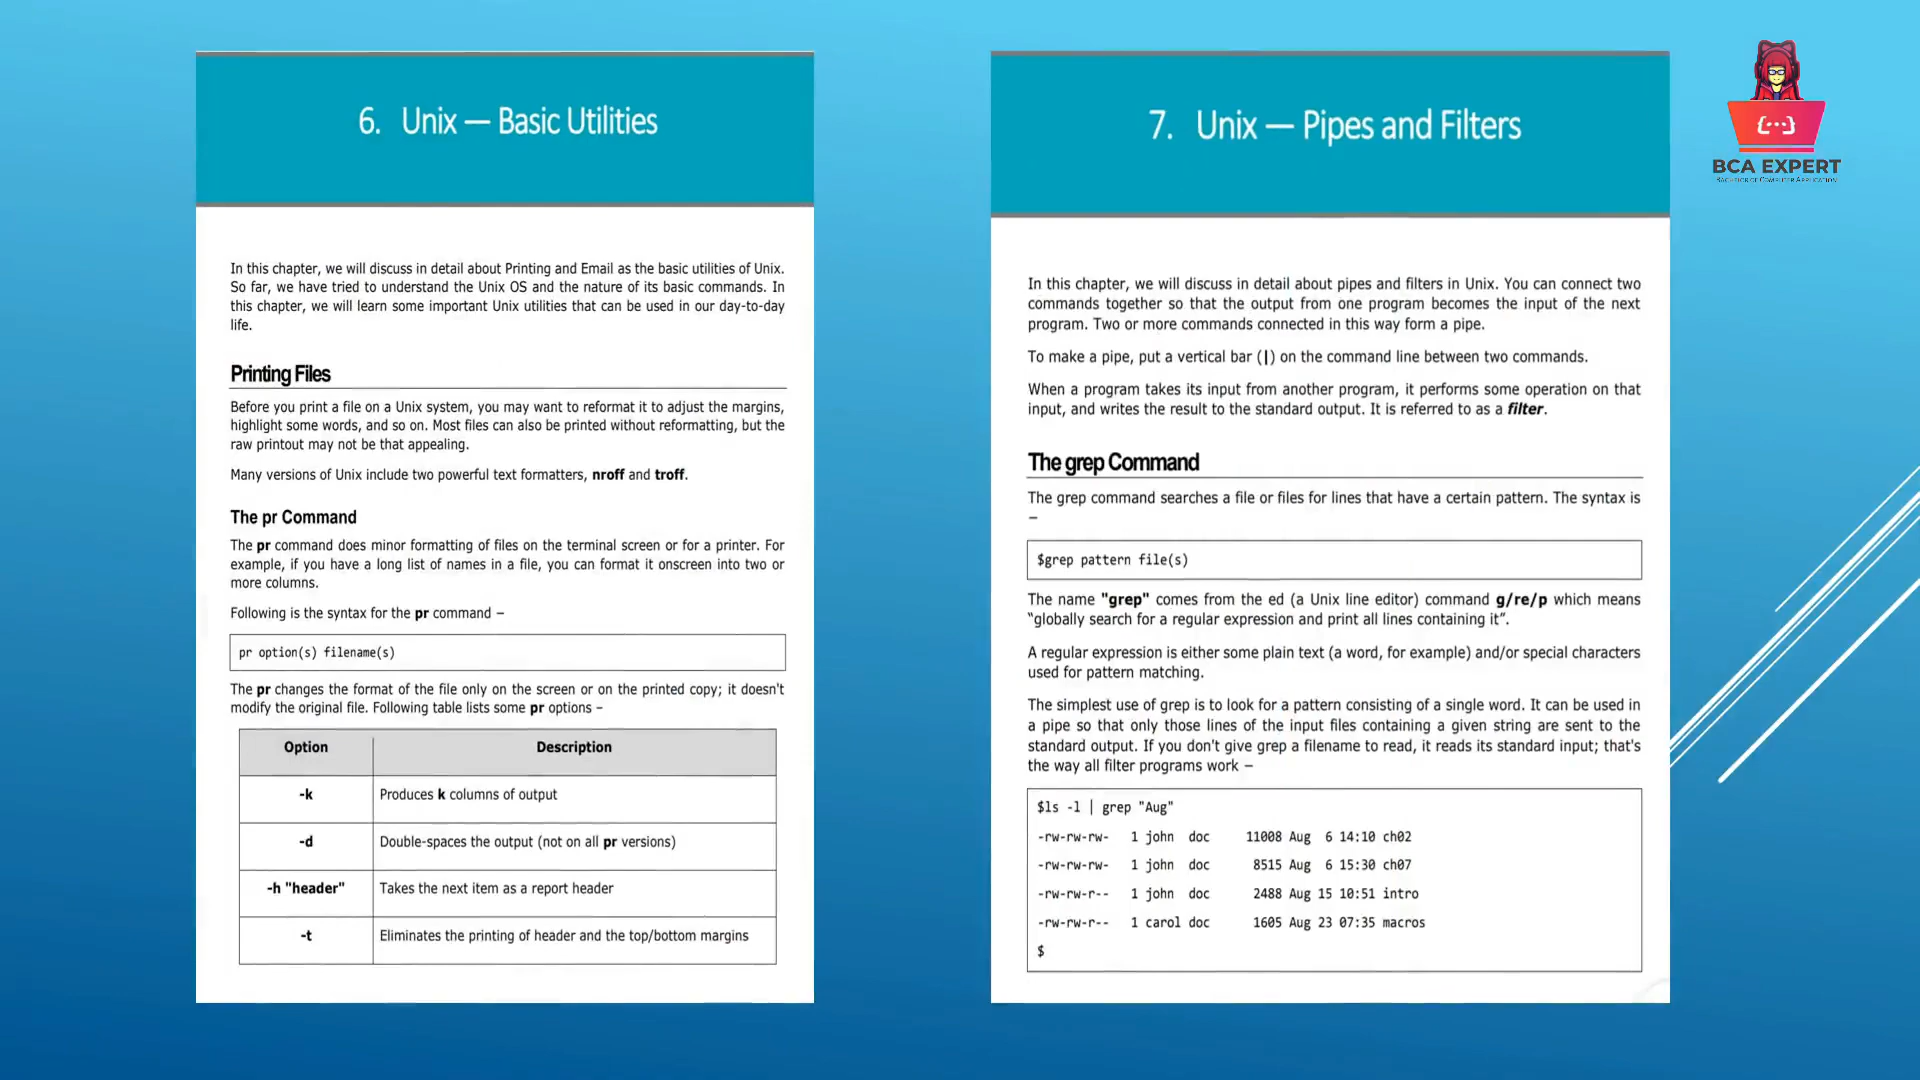 6. Unix — Basic Utilities
In this chapter, we will discuss in detail about Printing and Email as the basic utilities of Unix.
So far, we have tried to understand the Unix OS and the nature of its basic commands. In
this chapter, we will learn some important Unix utilities that can be used in our day-to-day
life.
Printing Files
Before you print a file on a Unix system, you may want to reformat it to adjust the margins,
highlight some words, and so on. Most files can also be printed without reformatting, but the
raw printout may not be that appealing.
Many versions of Unix include two powerful text formatters, nroff and troff.
The pr Command
The pr command does minor formatting of files on the terminal screen or for a printer. For
example, if you have a long list of names in a file, you can format it onscreen into two or
more columns.
Following is the syntax for the pr command –
pr option(s) filename(s)
The pr changes the format of the file only on the screen or on the printed copy; it doesn't
modify the original file. Following table lists some pr options –
Option Description
-k Produces k columns of output
-d Double-spaces the output (not on all pr versions)
-h "header" Takes the next item as a report header
-t Eliminates the printing of header and the top/bottom margins
7. Unix — Pipes and Filters
In this chapter, we will discuss in detail about pipes and filters in Unix. You can connect two
commands together so that the output from one program becomes the input of the next
program. Two or more commands connected in this way form a pipe.
To make a pipe, put a vertical bar (|) on the command line between two commands.
When a program takes its input from another program, it performs some operation on that
input, and writes the result to the standard output. It is referred to as a filter.
The grep Command
The grep command searches a file or files for lines that have a certain pattern. The syntax is
–
$grep pattern file(s)
The name "grep" comes from the ed (a Unix line editor) command g/re/p which means
“globally search for a regular expression and print all lines containing it”.
A regular expression is either some plain text (a word, for example) and/or special characters
used for pattern matching.
The simplest use of grep is to look for a pattern consisting of a single word. It can be used in
a pipe so that only those lines of the input files containing a given string are sent to the
standard output. If you don't give grep a filename to read, it reads its standard input; that's
the way all filter programs work –
$ls -l | grep "Aug"
-rw-rw-rw- 1 john doc 11008 Aug 6 14:10 ch02
-rw-rw-rw- 1 john doc 8515 Aug 6 15:30 ch07
-rw-rw-r-- 1 john doc 2488 Aug 15 10:51 intro
-rw-rw-r-- 1 carol doc 1605 Aug 23 07:35 macros
$
{···}
BCA EXPERT
BACHELOR OF COMPUTER APPLICATION